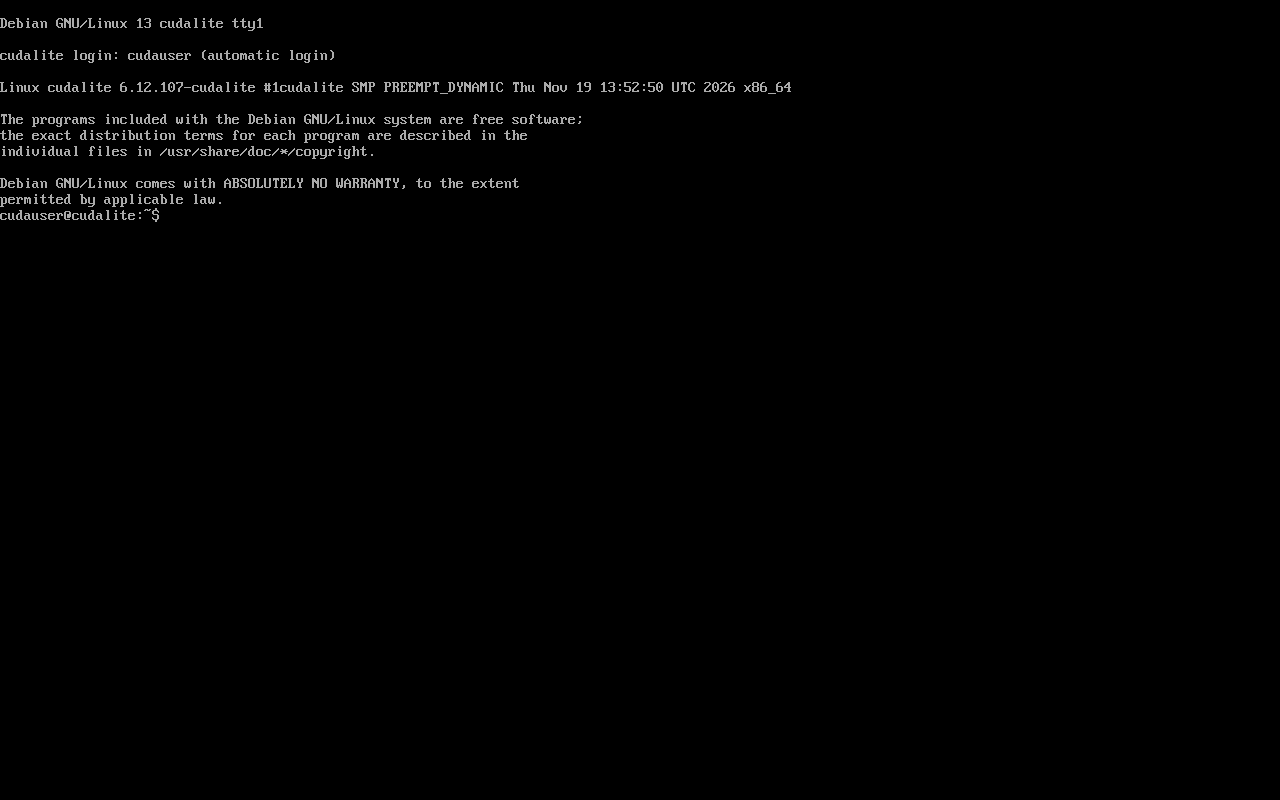 Debian GNU/Linux 13 cudalite tty1
cudalite login: cudauser (automatic login)
Linux cudalite 6.12.107-cudalite #1cudalite SMP PREEMPT_DYNAMIC Thu Nov 19 13:52:50 UTC 2026 x86_64
The programs included with the Debian GNU/Linux system are free software;
the exact distribution terms for each program are described in the
individual files in /usr/share/doc/*/copyright.
Debian GNU/Linux comes with ABSOLUTELY NO WARRANTY, to the extent
permitted by applicable law.
cudauser@cudalite:~$